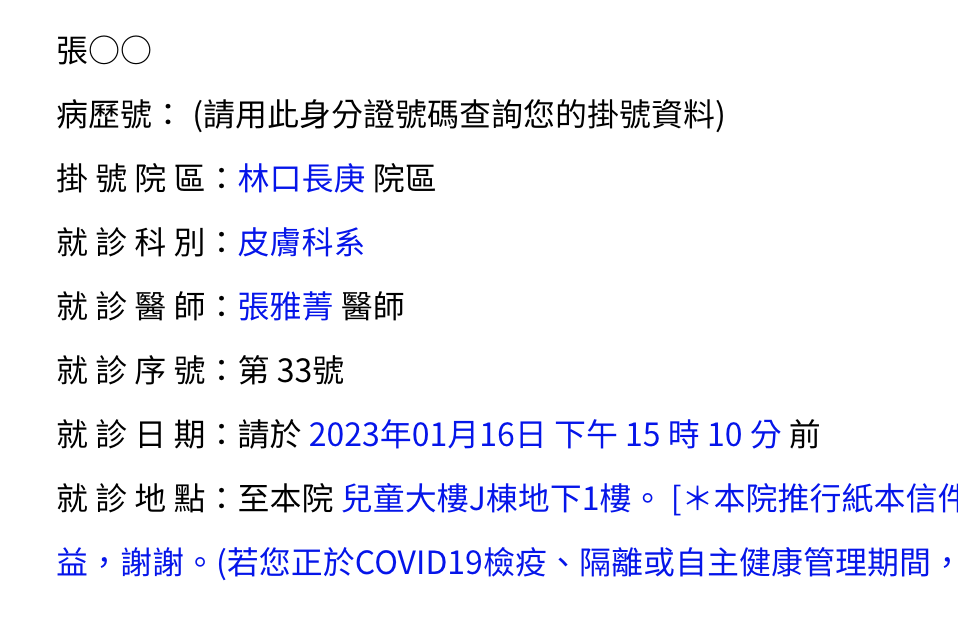 張○○
病歷號： (請用此身分證號碼查詢您的掛號資料)
掛 號 院 區：林口長庚 院區
就 診 科 別：皮膚科系
就 診 醫 師：張雅菁 醫師
就 診 序 號：第 33號
就 診 日 期：請於 2023年01月16日 下午 15 時 10 分 前
就 診 地 點：至本院 兒童大樓J棟地下1樓。 [＊本院推行紙本信件
益，謝謝。(若您正於COVID19檢疫、隔離或自主健康管理期間，